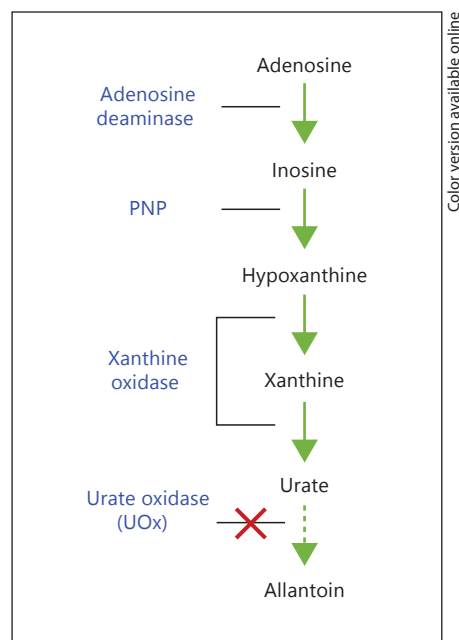 Adenosine
Adenosine
deaminase
Inosine
PNP
Hypoxanthine
Xanthine
oxidase
Xanthine
Urate
Urate oxidase
(UOx)
Allantoin
Color version available online